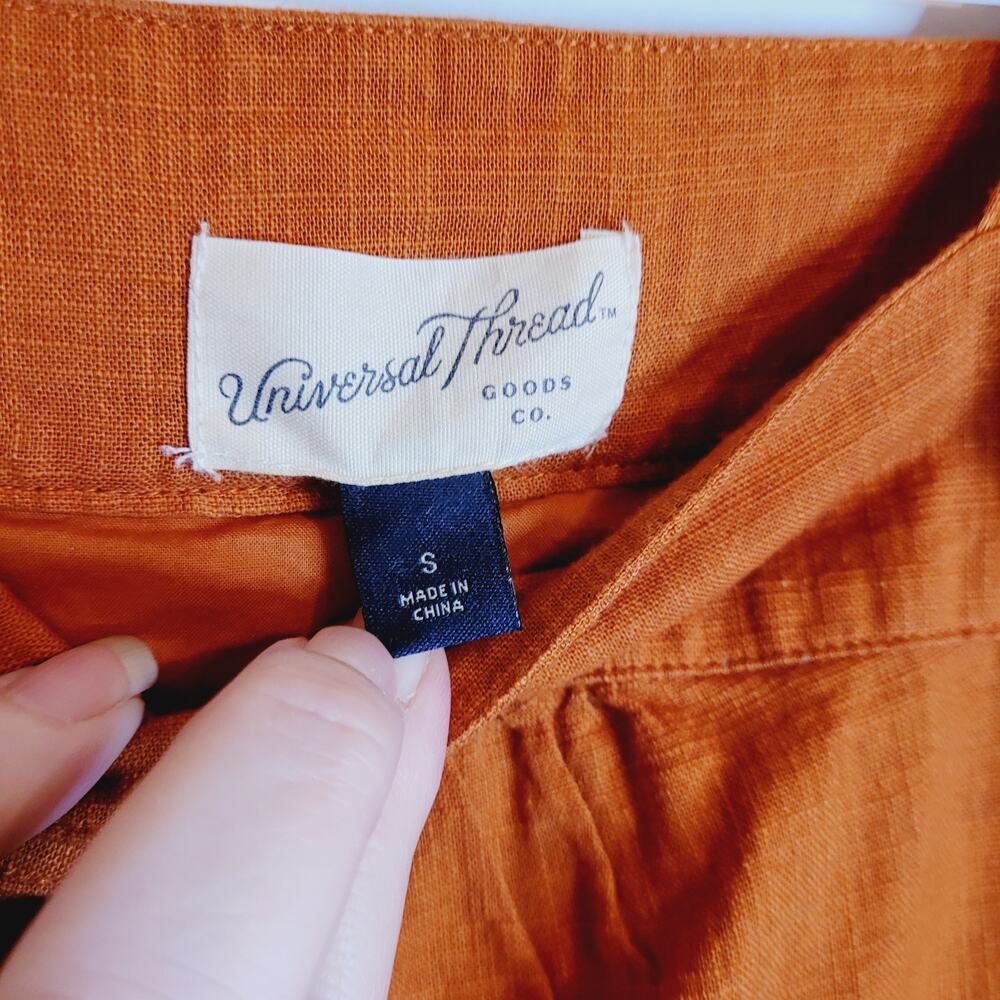 Universal Thread™
GOODS
CO.
S
MADE IN
CHINA